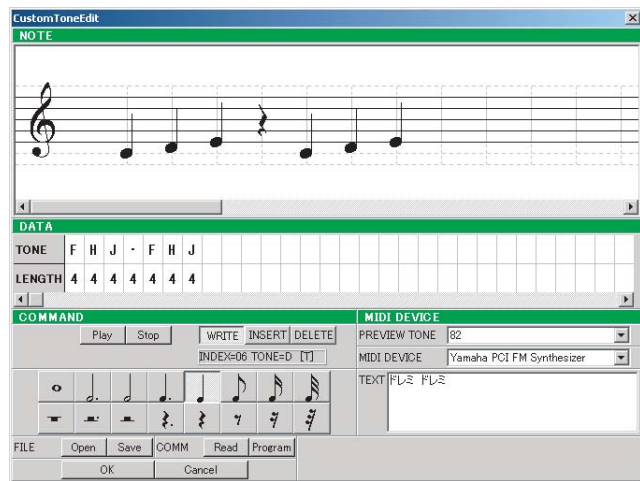 CustomToneEdit
NOTE
DATA
TONE F H J - F H J
LENGTH 4 4 4 4 4 4 4
COMMAND
Play Stop WRITE INSERT DELETE
INDEX=06 TONE=D [T]
MIDI DEVICE
PREVIEW TONE 82
MIDI DEVICE Yamaha PCI FM Synthesizer
TEXT ドレミ ドレミ
FILE Open Save COMM Read Program
OK Cancel